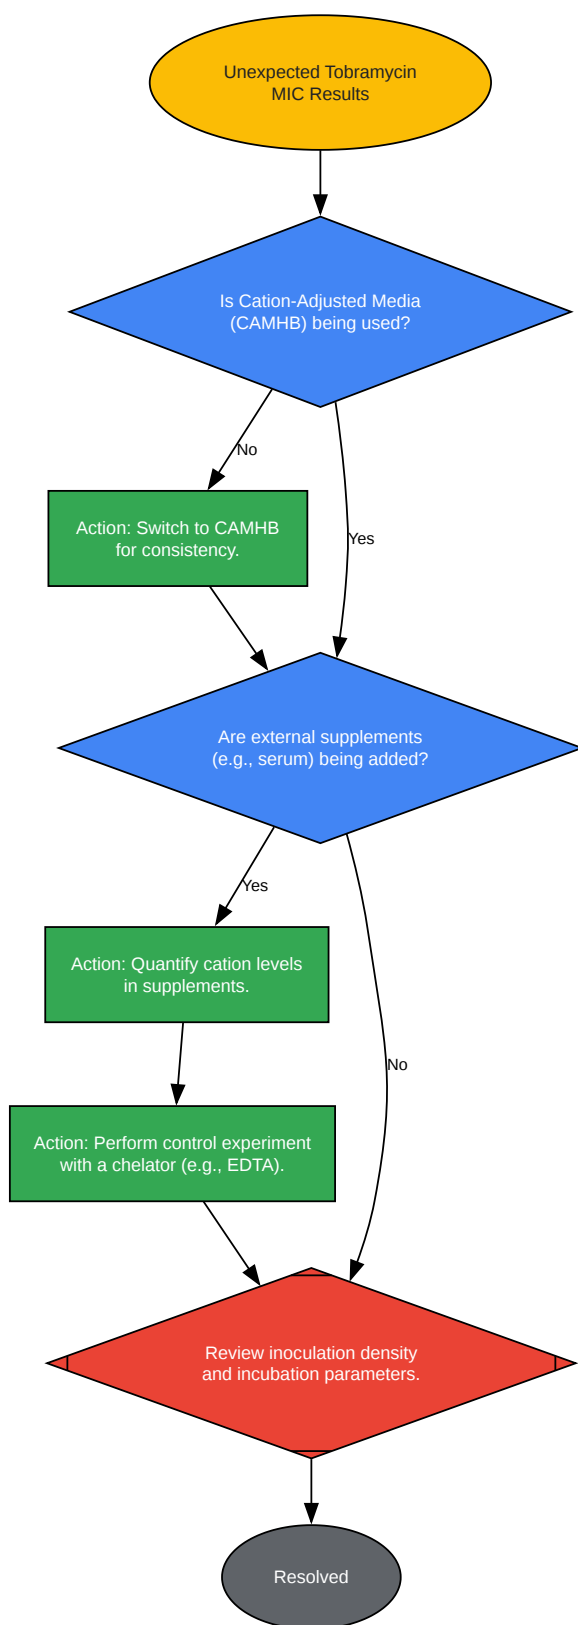 Unexpected Tobramycin
MIC Results
Is Cation-Adjusted Media
(CAMHB) being used?
No
Action: Switch to CAMHB
for consistency.
Yes
Are external supplements
(e.g., serum) being added?
Yes
Action: Quantify cation levels
in supplements.
No
Action: Perform control experiment
with a chelator (e.g., EDTA).
Review inoculation density
and incubation parameters.
Resolved